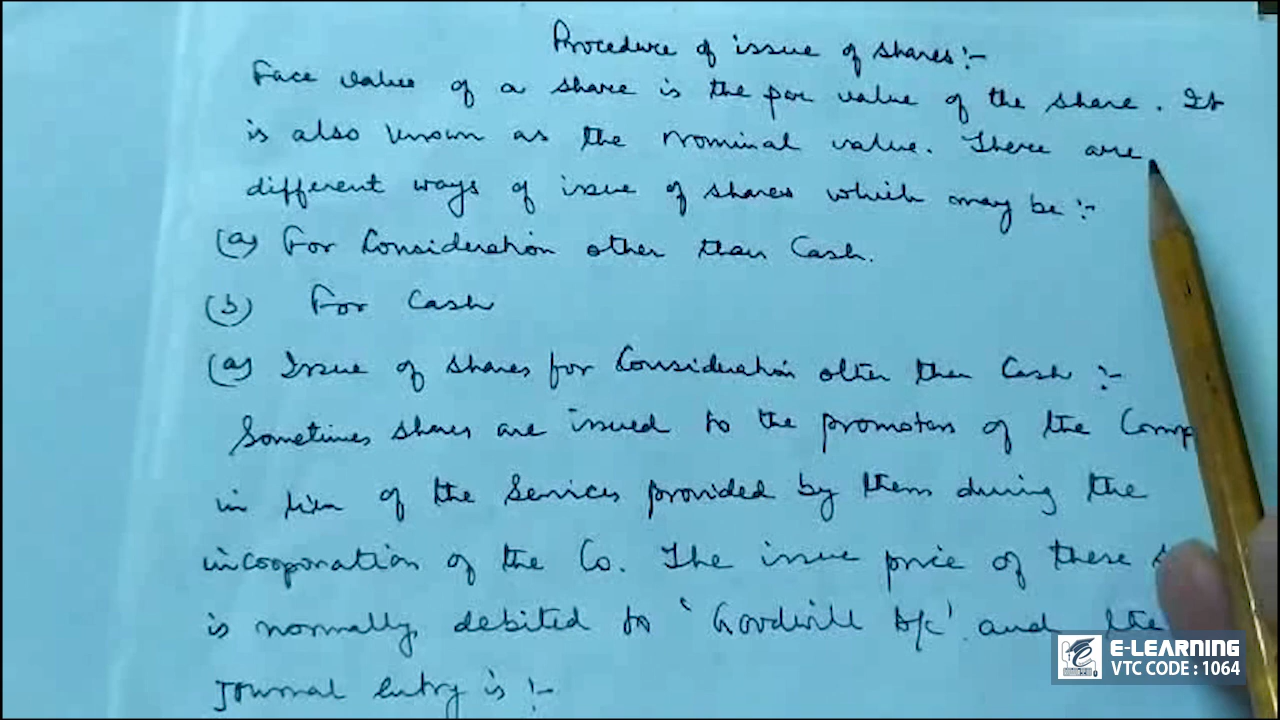 Procedure of issue of shares:-
Face value of a share is the par value of the share. It
is also known as the nominal value. There are
different ways of issue of shares which may be :-
(a) For Consideration other than Cash.
(b) For Cash
(a) Issue of shares for Consideration other than Cash :-
Sometimes shares are issued to the promoters of the Comp
in lieu of the services provided by them during the
incooporation of the Co. The issue price of these
is normally debited to 'Goodwill A/c' and the
Journal entry is :-
E-LEARNING
VTC CODE : 1064